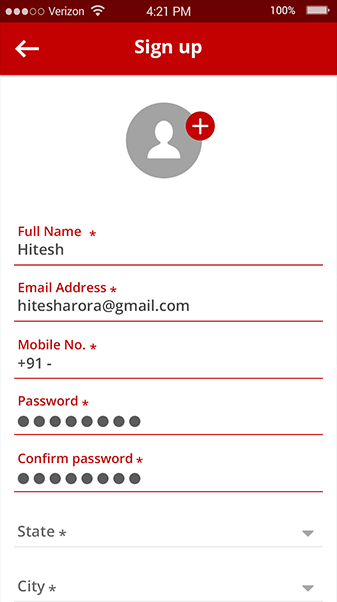 Verizon 4:21 PM 100%
Sign up
Full Name *
Hitesh
Email Address *
hitesharora@gmail.com
Mobile No. *
+91 -
Password *
●●●●●●●●
Confirm password *
●●●●●●●●
State *
City *